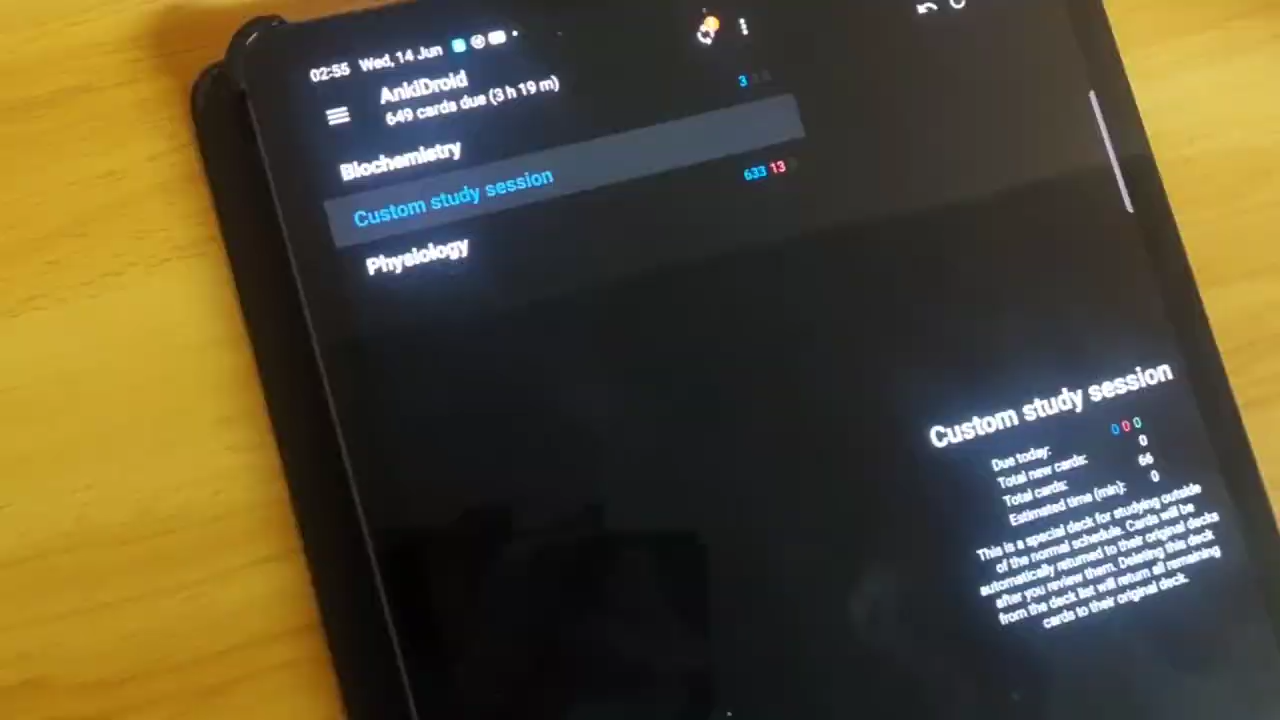 02:55 Wed, 14 Jun
AnkiDroid
649 cards due (3 h 19 m)
Biochemistry
3
Custom study session
Physiology
633 13
Custom study session
Due today: 0 0 0
Total new cards: 0
Total cards: 66
Estimated time (min): 0
This is a special deck for studying outside
of the normal schedule. Cards will be
automatically returned to their original decks
after you review them. Deleting this deck
from the deck list will return all remaining
cards to their original deck.